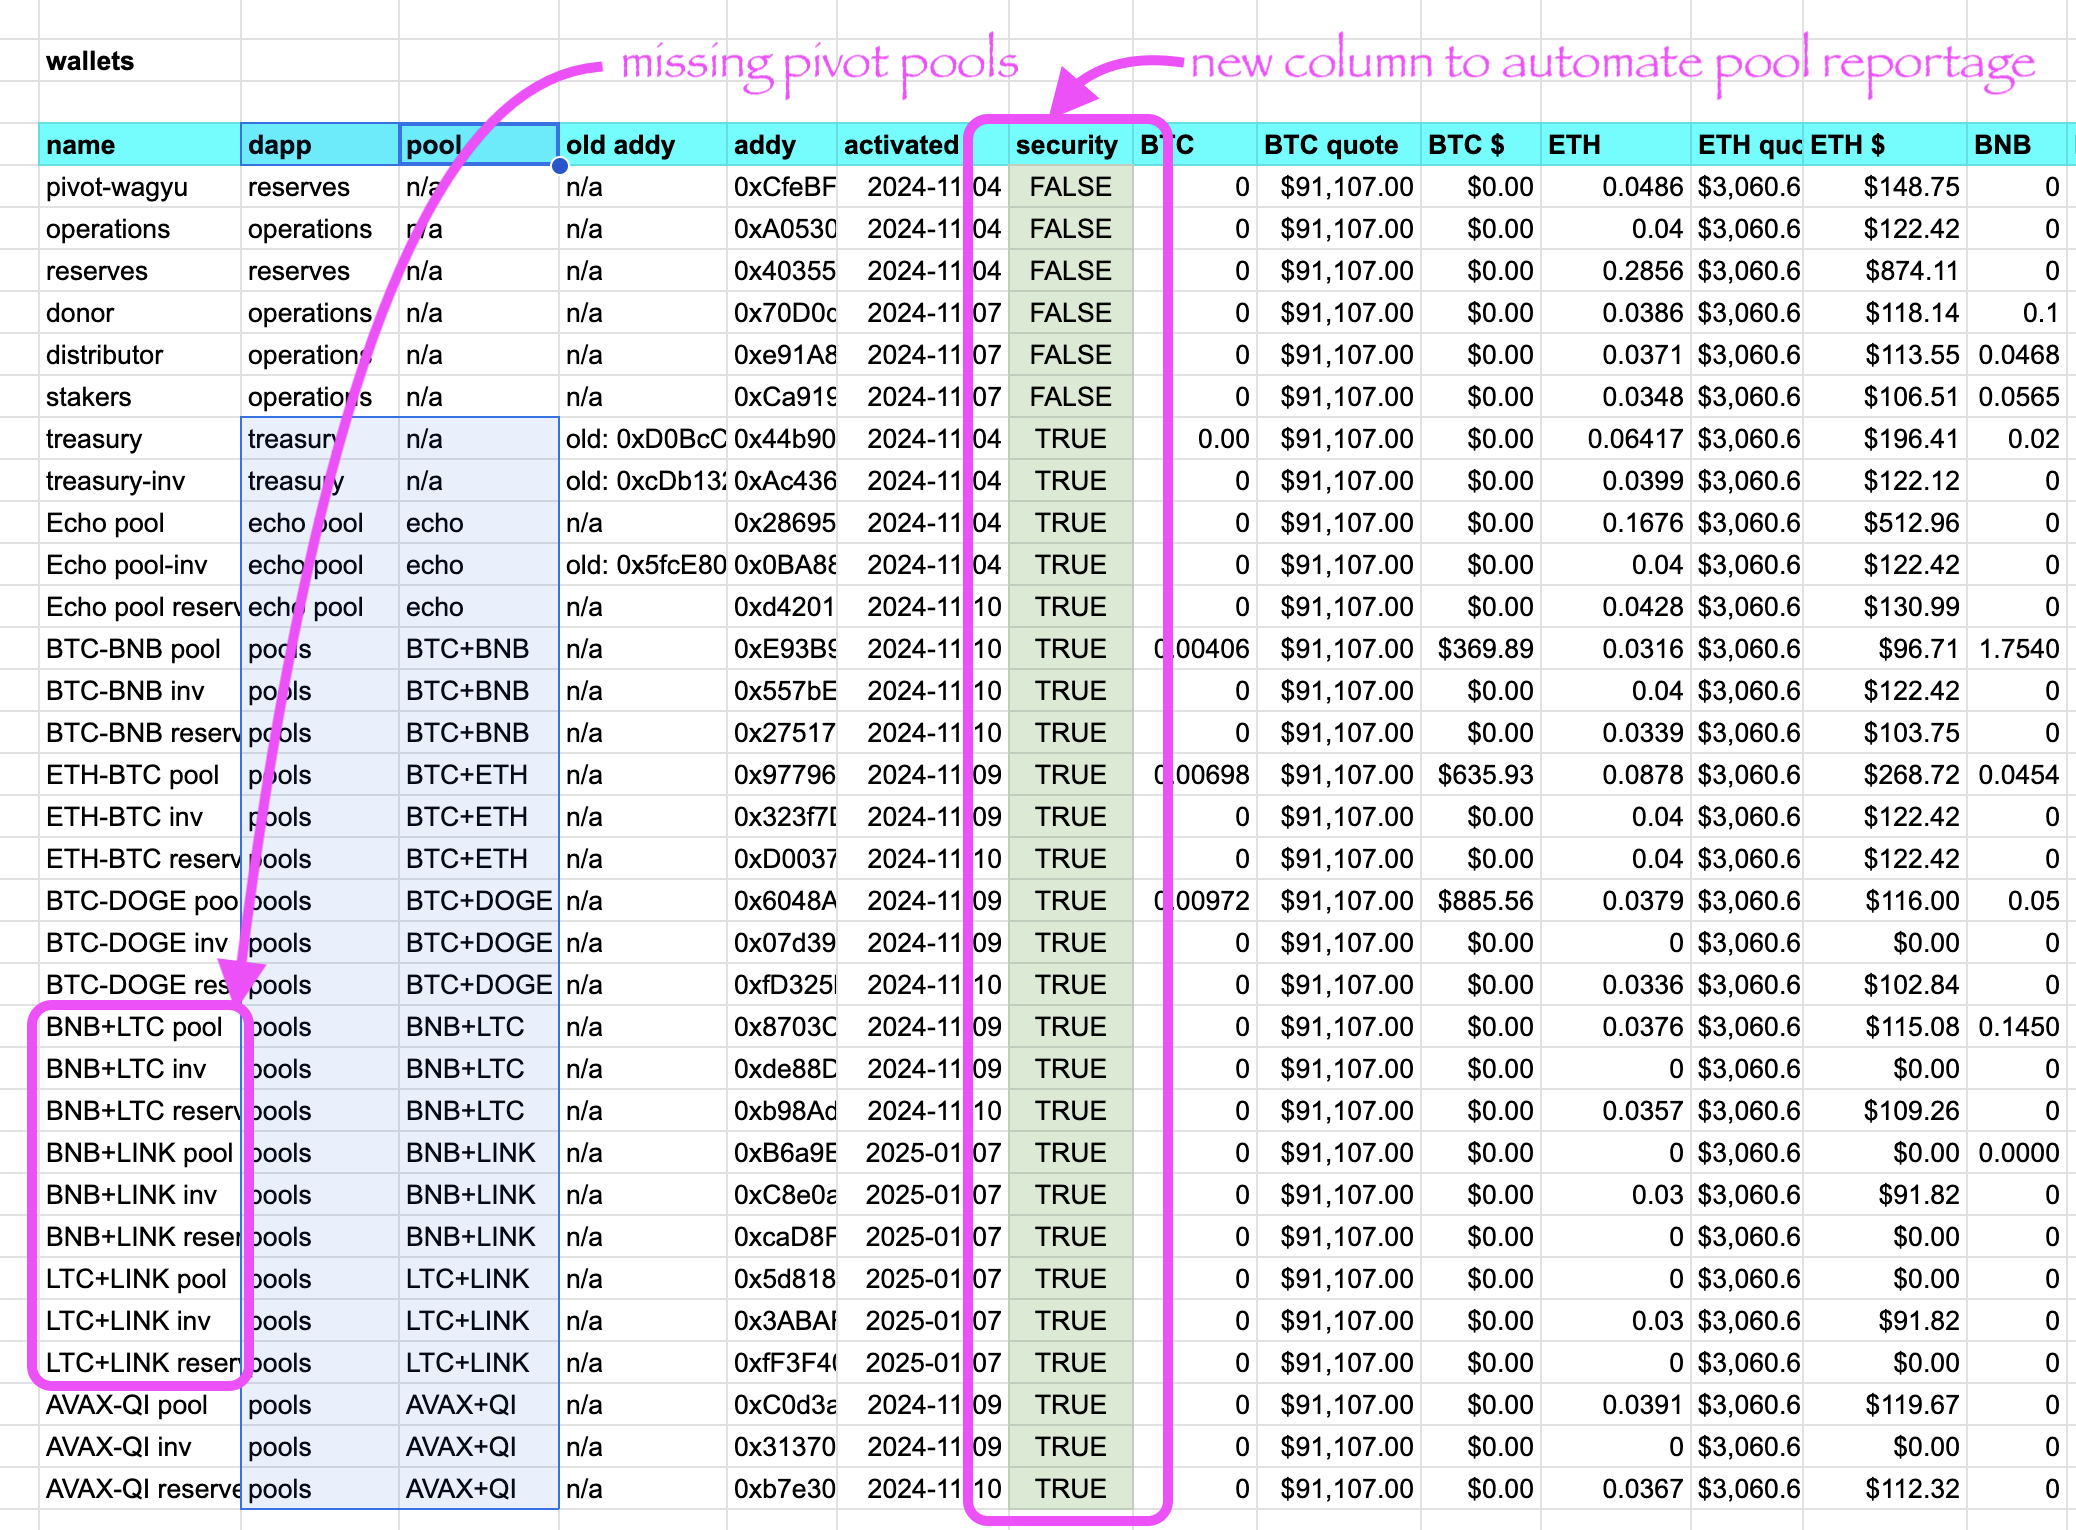 wallets missing pivot pools new column to automate pool reportage
name dapp pool old addy addy activated security BTC BTC quote BTC $ ETH ETH quo ETH $ BNB
pivot-wagyu reserves n/a n/a 0xCfeBF 2024-11-04 FALSE 0 $91,107.00 $0.00 0.0486 $3,060.6 $148.75 0
operations operations n/a n/a 0xA0530 2024-11-04 FALSE 0 $91,107.00 $0.00 0.04 $3,060.6 $122.42 0
reserves reserves n/a n/a 0x40355 2024-11-04 FALSE 0 $91,107.00 $0.00 0.2856 $3,060.6 $874.11 0
donor operations n/a n/a 0x70D0c 2024-11-07 FALSE 0 $91,107.00 $0.00 0.0386 $3,060.6 $118.14 0.1
distributor operations n/a n/a 0xe91A8 2024-11-07 FALSE 0 $91,107.00 $0.00 0.0371 $3,060.6 $113.55 0.0468
stakers operations n/a n/a 0xCa919 2024-11-07 FALSE 0 $91,107.00 $0.00 0.0348 $3,060.6 $106.51 0.0565
treasury treasury n/a old: 0xD0BcC 0x44b90 2024-11-04 TRUE 0.00 $91,107.00 $0.00 0.06417 $3,060.6 $196.41 0.02
treasury-inv treasury n/a old: 0xcDb132 0xAc436 2024-11-04 TRUE 0 $91,107.00 $0.00 0.0399 $3,060.6 $122.12 0
Echo pool echo pool echo n/a 0x28695 2024-11-04 TRUE 0 $91,107.00 $0.00 0.1676 $3,060.6 $512.96 0
Echo pool-inv echo pool echo old: 0x5fcE80 0x0BA88 2024-11-04 TRUE 0 $91,107.00 $0.00 0.04 $3,060.6 $122.42 0
Echo pool reserv echo pool echo n/a 0xd4201 2024-11-10 TRUE 0 $91,107.00 $0.00 0.0428 $3,060.6 $130.99 0
BTC-BNB pool pools BTC+BNB n/a 0xE93B9 2024-11-10 TRUE 0.00406 $91,107.00 $369.89 0.0316 $3,060.6 $96.71 1.7540
BTC-BNB inv pools BTC+BNB n/a 0x557bE 2024-11-10 TRUE 0 $91,107.00 $0.00 0.04 $3,060.6 $122.42 0
BTC-BNB reserv pools BTC+BNB n/a 0x27517 2024-11-10 TRUE 0 $91,107.00 $0.00 0.0339 $3,060.6 $103.75 0
ETH-BTC pool pools BTC+ETH n/a 0x97796 2024-11-09 TRUE 0.00698 $91,107.00 $635.93 0.0878 $3,060.6 $268.72 0.0454
ETH-BTC inv pools BTC+ETH n/a 0x323f7D 2024-11-09 TRUE 0 $91,107.00 $0.00 0.04 $3,060.6 $122.42 0
ETH-BTC reserv pools BTC+ETH n/a 0xD0037 2024-11-10 TRUE 0 $91,107.00 $0.00 0.04 $3,060.6 $122.42 0
BTC-DOGE poo pools BTC+DOGE n/a 0x6048A 2024-11-09 TRUE 0.00972 $91,107.00 $885.56 0.0379 $3,060.6 $116.00 0.05
BTC-DOGE inv pools BTC+DOGE n/a 0x07d39 2024-11-09 TRUE 0 $91,107.00 $0.00 0 $3,060.6 $0.00 0
BTC-DOGE res pools BTC+DOGE n/a 0xfD325 2024-11-10 TRUE 0 $91,107.00 $0.00 0.0336 $3,060.6 $102.84 0
BNB+LTC pool pools BNB+LTC n/a 0x8703C 2024-11-09 TRUE 0 $91,107.00 $0.00 0.0376 $3,060.6 $115.08 0.1450
BNB+LTC inv pools BNB+LTC n/a 0xde88D 2024-11-09 TRUE 0 $91,107.00 $0.00 0 $3,060.6 $0.00 0
BNB+LTC reserv pools BNB+LTC n/a 0xb98Ad 2024-11-10 TRUE 0 $91,107.00 $0.00 0.0357 $3,060.6 $109.26 0
BNB+LINK pool pools BNB+LINK n/a 0xB6a9E 2025-01-07 TRUE 0 $91,107.00 $0.00 0 $3,060.6 $0.00 0.0000
BNB+LINK inv pools BNB+LINK n/a 0xC8e0a 2025-01-07 TRUE 0 $91,107.00 $0.00 0.03 $3,060.6 $91.82 0
BNB+LINK reser pools BNB+LINK n/a 0xcaD8F 2025-01-07 TRUE 0 $91,107.00 $0.00 0 $3,060.6 $0.00 0
LTC+LINK pool pools LTC+LINK n/a 0x5d818 2025-01-07 TRUE 0 $91,107.00 $0.00 0 $3,060.6 $0.00 0
LTC+LINK inv pools LTC+LINK n/a 0x3ABAF 2025-01-07 TRUE 0 $91,107.00 $0.00 0.03 $3,060.6 $91.82 0
LTC+LINK reserv pools LTC+LINK n/a 0xfF3F40 2025-01-07 TRUE 0 $91,107.00 $0.00 0 $3,060.6 $0.00 0
AVAX-QI pool pools AVAX+QI n/a 0xC0d3a 2024-11-09 TRUE 0 $91,107.00 $0.00 0.0391 $3,060.6 $119.67 0
AVAX-QI inv pools AVAX+QI n/a 0x31370 2024-11-09 TRUE 0 $91,107.00 $0.00 0 $3,060.6 $0.00 0
AVAX-QI reserve pools AVAX+QI n/a 0xb7e30 2024-11-10 TRUE 0 $91,107.00 $0.00 0.0367 $3,060.6 $112.32 0